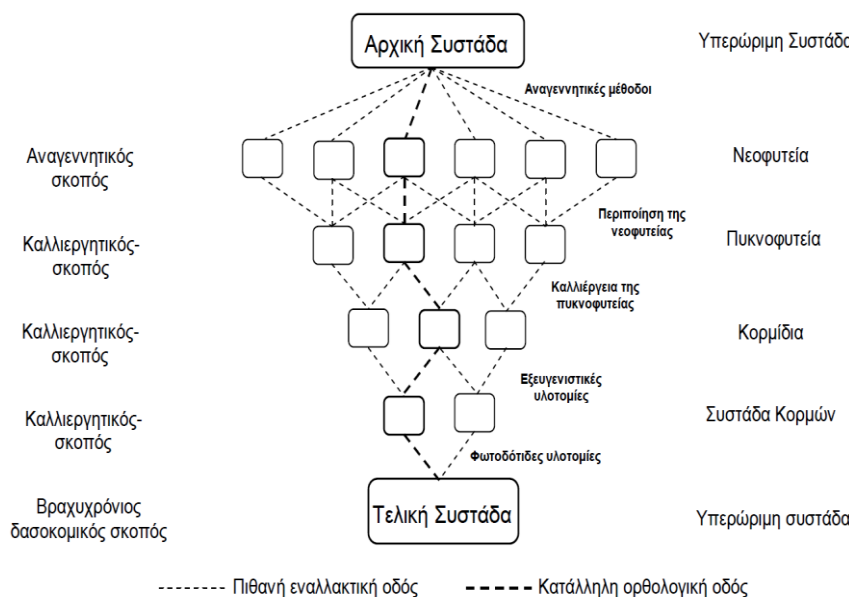 Αρχική Συστάδα
Υπερώριμη Συστάδα
Αναγεννητικές μέθοδοι
Αναγεννητικός
σκοπός
Νεοφυτεία
Περιποίηση της
νεοφυτείας
Καλλιεργητικός-
σκοπός
Πυκνοφυτεία
Καλλιέργεια της
πυκνοφυτείας
Καλλιεργητικός-
σκοπός
Κορμίδια
Εξευγενιστικές
υλοτομίες
Καλλιεργητικός-
σκοπός
Συστάδα Κορμών
Φωτοδότιδες υλοτομίες
Βραχυχρόνιος
δασοκομικός σκοπός
Τελική Συστάδα
Υπερώριμη συστάδα
Πιθανή εναλλακτική οδός
Κατάλληλη ορθολογική οδός